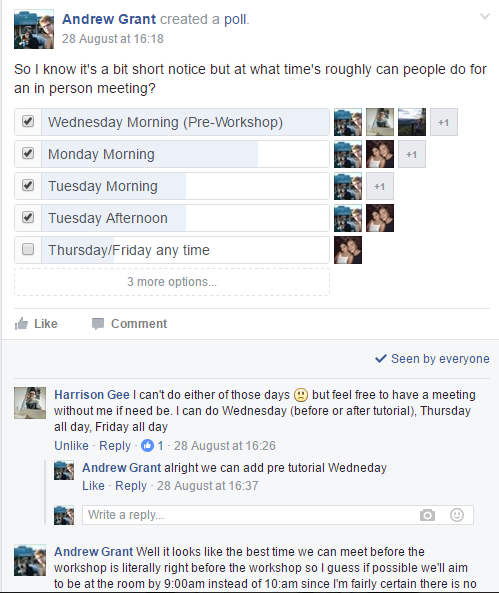 Andrew Grant created a poll.
28 August at 16:18
So I know it's a bit short notice but at what time's roughly can people do for
an in person meeting?
Wednesday Morning (Pre-Workshop)
+1
Monday Morning
+1
Tuesday Morning
+1
Tuesday Afternoon
Thursday/Friday any time
3 more options...
Like Comment
Seen by everyone
Harrison Gee I can't do either of those days but feel free to have a meeting
without me if need be. I can do Wednesday (before or after tutorial), Thursday
all day, Friday all day
Unlike · Reply · 1 · 28 August at 16:26
Andrew Grant alright we can add pre tutorial Wedneday
Like · Reply · 28 August at 16:37
Write a reply...
Andrew Grant Well it looks like the best time we can meet before the
workshop is literally right before the workshop so I guess if possible we'll aim
to be at the room by 9:00am instead of 10:am since I'm fairly certain there is no